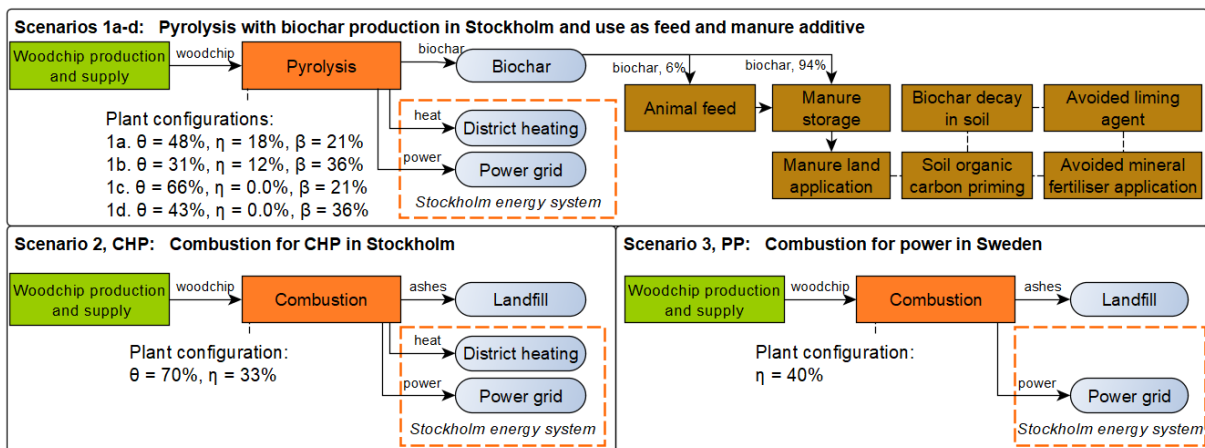 Scenarios 1a-d: Pyrolysis with biochar production in Stockholm and use as feed and manure additive
Woodchip production
and supply
woodchip
Pyrolysis
biochar
Biochar
biochar, 6%
biochar, 94%
Animal feed
Manure
storage
Biochar decay
in soil
Avoided liming
agent
Manure land
application
Soil organic
carbon priming
Avoided mineral
fertiliser application
heat
District heating
power
Power grid
Stockholm energy system
Plant configurations:
1a. θ = 48%, η = 18%, β = 21%
1b. θ = 31%, η = 12%, β = 36%
1c. θ = 66%, η = 0.0%, β = 21%
1d. θ = 43%, η = 0.0%, β = 36%
Scenario 2, CHP: Combustion for CHP in Stockholm
Woodchip production
and supply
woodchip
Combustion
ashes
Landfill
heat
District heating
power
Power grid
Stockholm energy system
Plant configuration:
θ = 70%, η = 33%
Scenario 3, PP: Combustion for power in Sweden
Woodchip production
and supply
woodchip
Combustion
ashes
Landfill
power
Power grid
Stockholm energy system
Plant configuration:
η = 40%